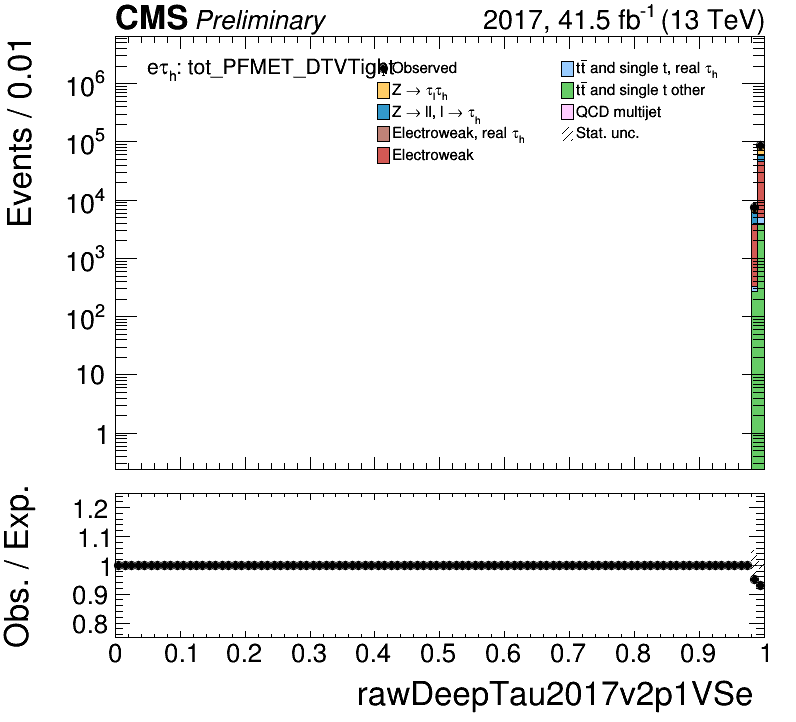 CMS Preliminary 2017, 41.5 fb⁻¹ (13 TeV)
Events / 0.01
eτₕ: tot_PFMET_DTVTight
Observed
Z → τₗτₕ
Z → ll, l → τₕ
Electroweak, real τₕ
Electroweak
tt̄ and single t, real τₕ
tt̄ and single t other
QCD multijet
Stat. unc.
10⁶
10⁵
10⁴
10³
10²
10
1
Obs. / Exp.
1.2
1.1
1
0.9
0.8
0 0.1 0.2 0.3 0.4 0.5 0.6 0.7 0.8 0.9 1
rawDeepTau2017v2p1VSe